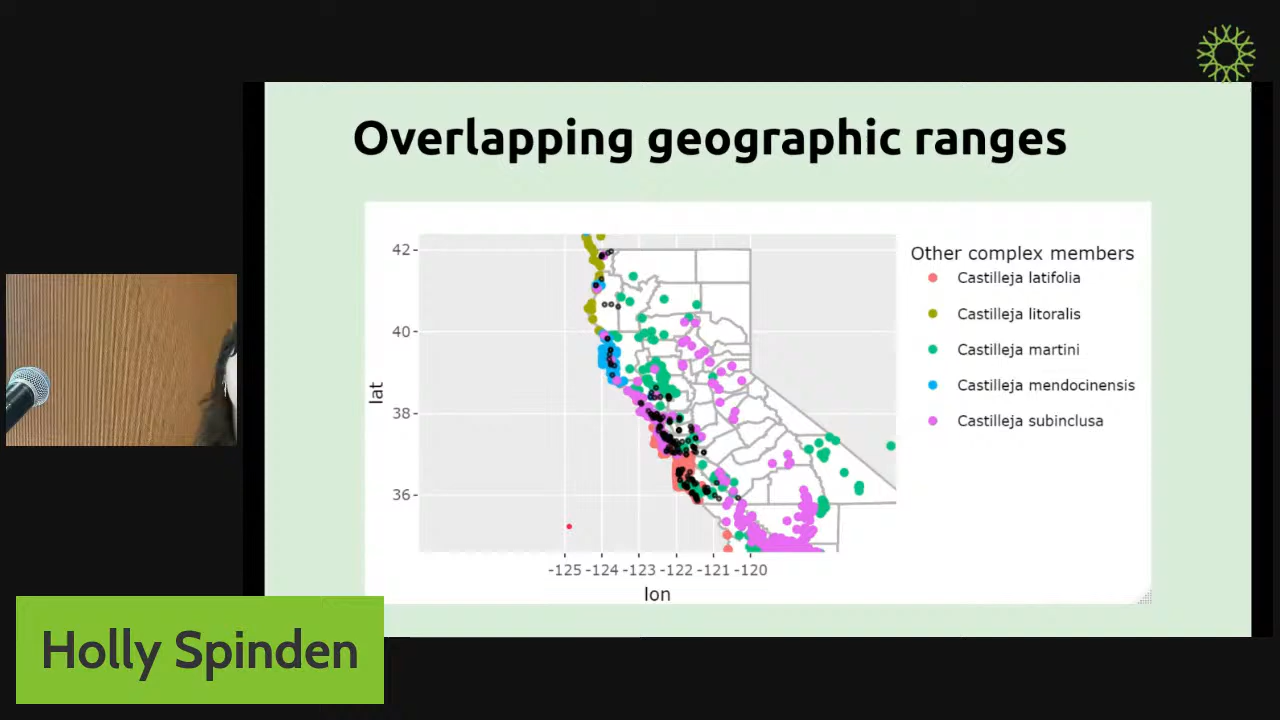 Overlapping geographic ranges
42
40
38
36
lat
-125 -124 -123 -122 -121 -120
lon
Other complex members
Castilleja latifolia
Castilleja litoralis
Castilleja martini
Castilleja mendocinensis
Castilleja subinclusa
Holly Spinden